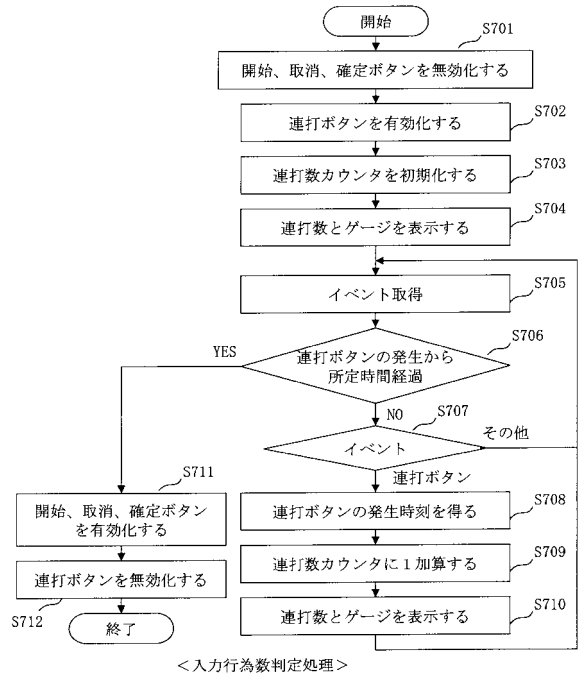 開始
S701
開始、取消、確定ボタンを無効化する
S702
連打ボタンを有効化する
S703
連打数カウンタを初期化する
S704
連打数とゲージを表示する
S705
イベント取得
S706
連打ボタンの発生から
所定時間経過
YES
NO
S707
イベント
その他
連打ボタン
S708
連打ボタンの発生時刻を得る
S709
連打数カウンタに1加算する
S710
連打数とゲージを表示する
S711
開始、取消、確定ボタン
を有効化する
連打ボタンを無効化する
S712
終了
<入力行為数判定処理>